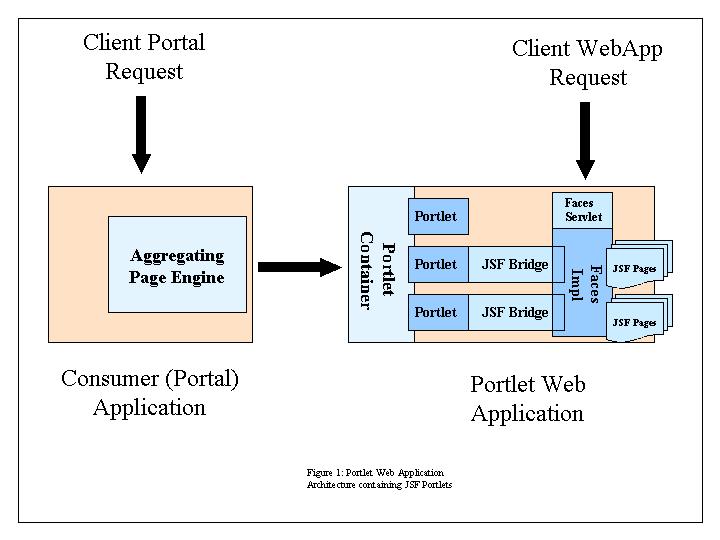 Client Portal
Request
Client WebApp
Request
Aggregating
Page Engine
Portlet
Container
Portlet
Portlet
JSF Bridge
Portlet
JSF Bridge
Faces
Servlet
Faces
Impl
JSF Pages
JSF Pages
Consumer (Portal)
Application
Portlet Web
Application
Figure 1: Portlet Web Application
Architecture containing JSF Portlets